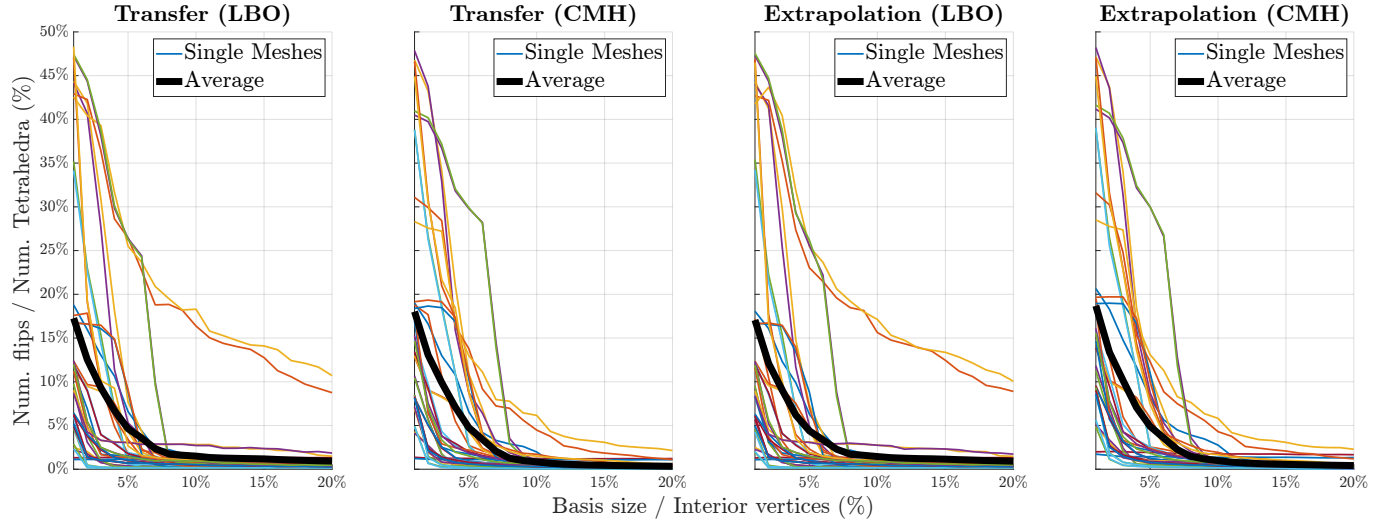 Transfer (LBO)
Transfer (CMH)
Extrapolation (LBO)
Extrapolation (CMH)
Num. flips / Num. Tetrahedra (%)
50%
45%
40%
35%
30%
25%
20%
15%
10%
5%
0%
Single Meshes
Average
Single Meshes
Average
Single Meshes
Average
Single Meshes
Average
5% 10% 15% 20%
5% 10% 15% 20%
5% 10% 15% 20%
5% 10% 15% 20%
Basis size / Interior vertices (%)